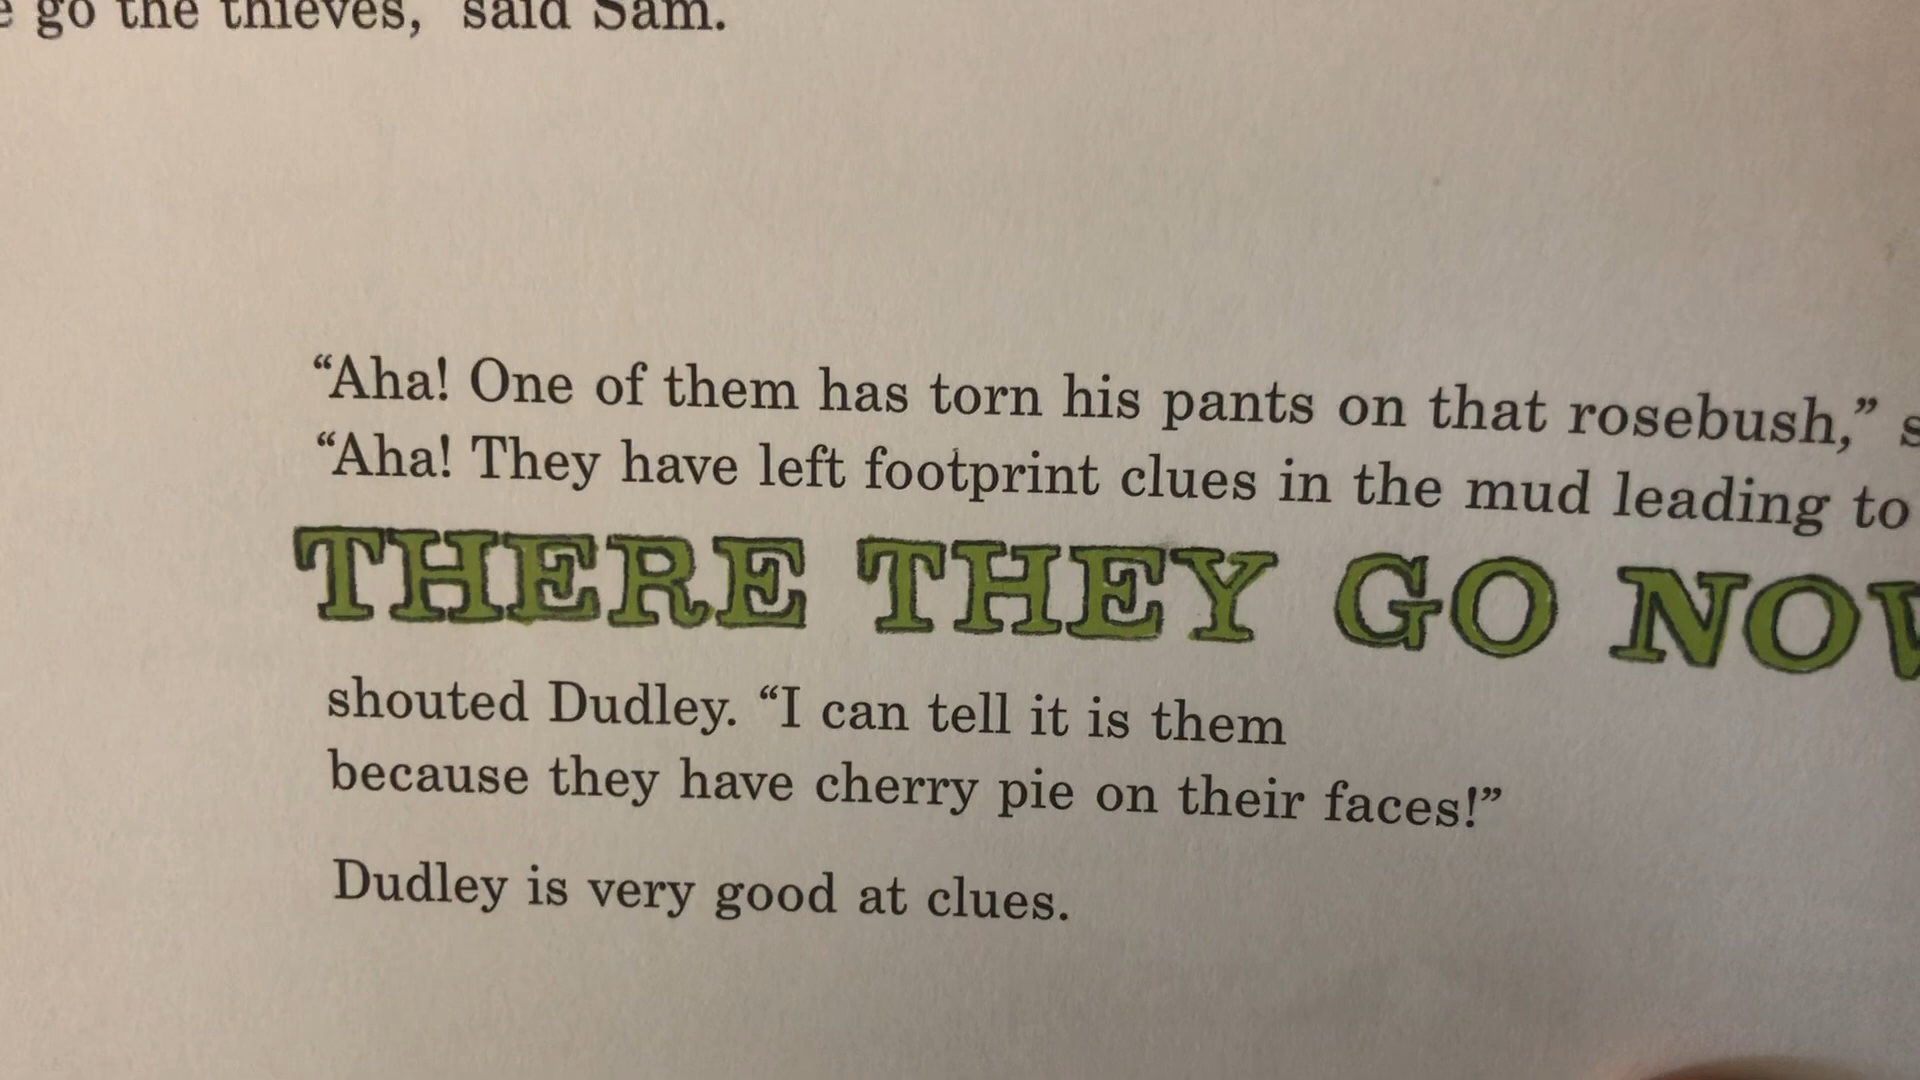 go the thieves," said Sam.
“Aha! One of them has torn his pants on that rosebush,”
“Aha! They have left footprint clues in the mud leading to
THERE THEY GO
shouted Dudley. “I can tell it is them
because they have cherry pie on their faces!”
Dudley is very good at clues.